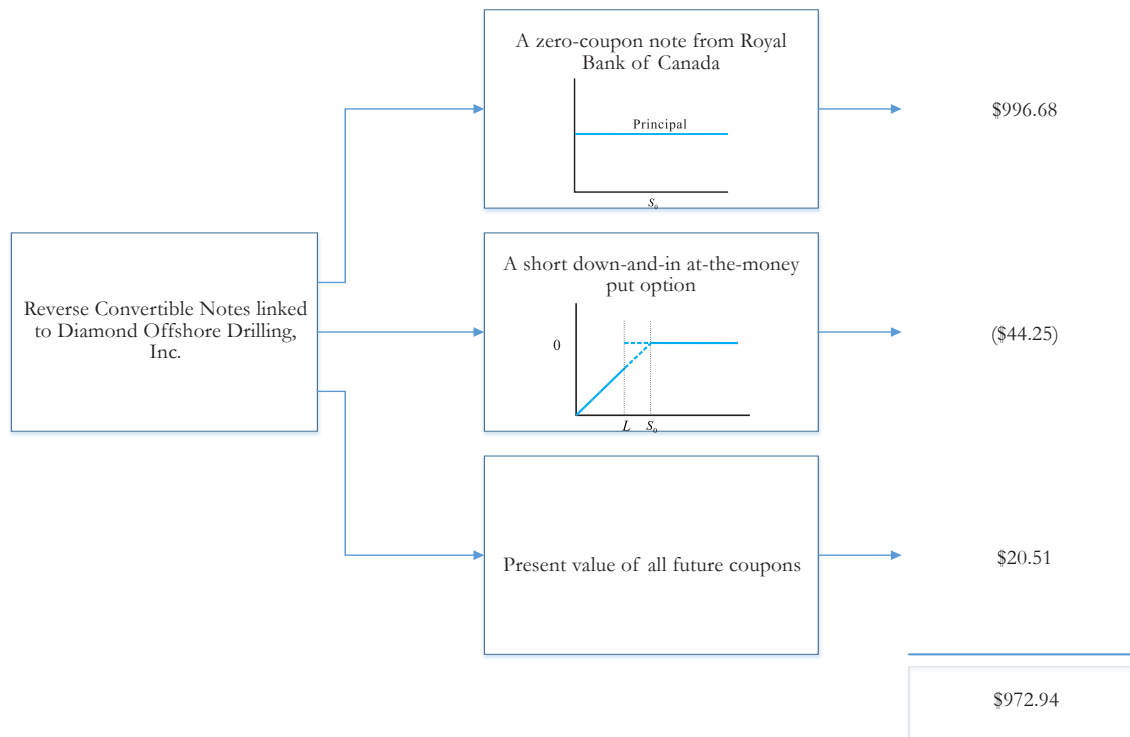 A zero-coupon note from Royal
Bank of Canada
Principal
S₀
$996.68
Reverse Convertible Notes linked
to Diamond Offshore Drilling,
Inc.
A short down-and-in at-the-money
put option
0
L S₀
($44.25)
Present value of all future coupons
$20.51
$972.94